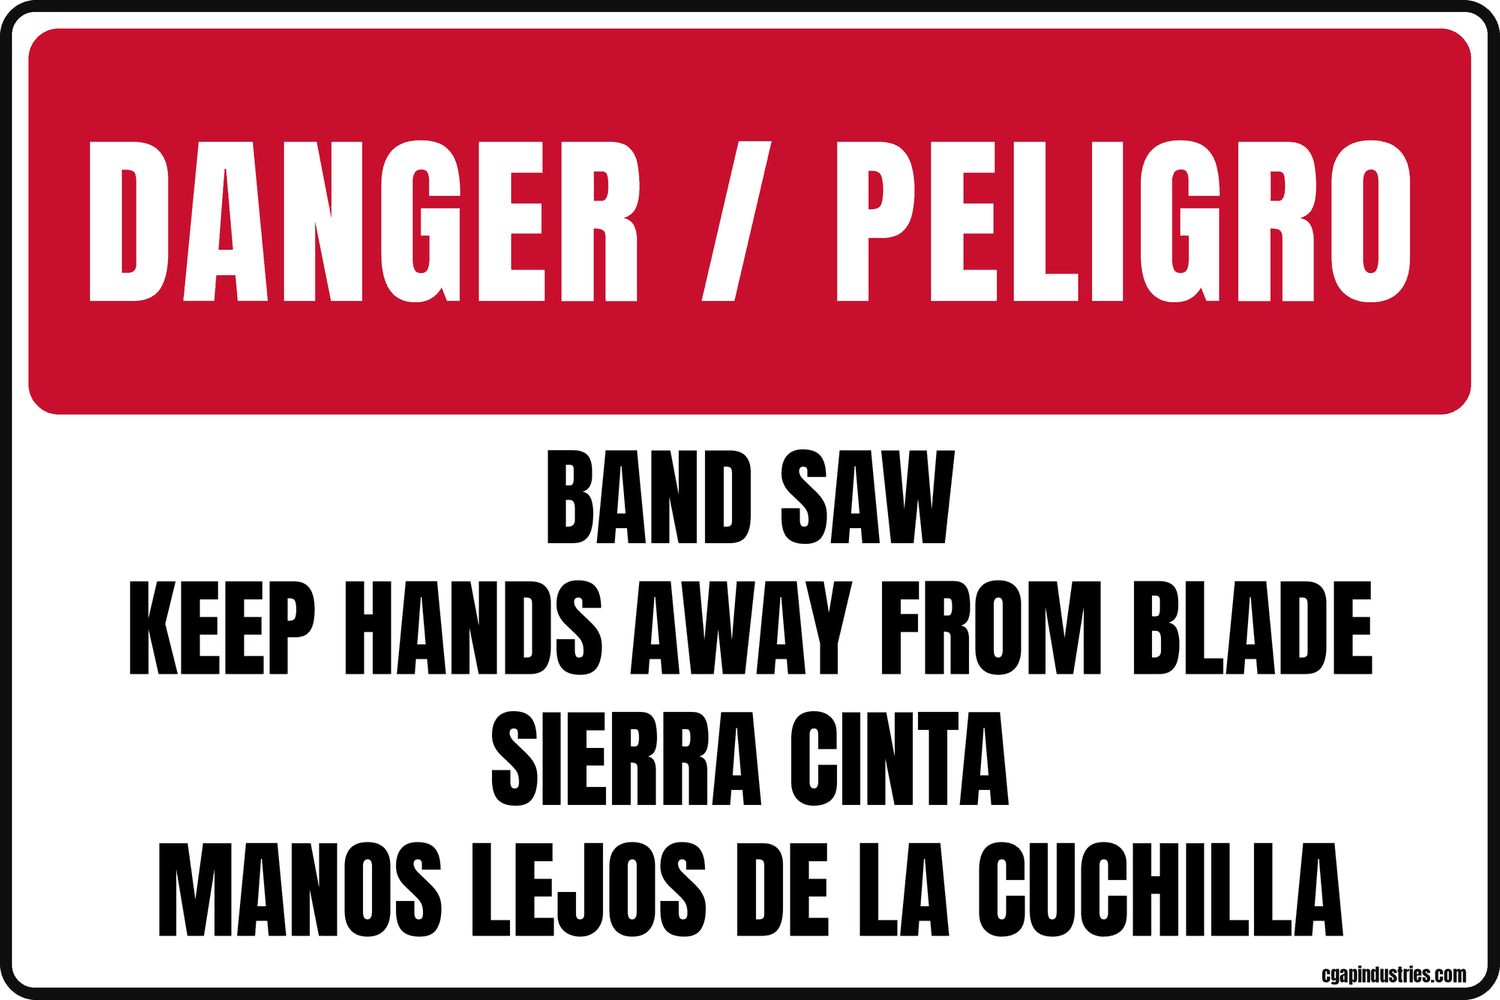 DANGER / PELIGRO
BAND SAW
KEEP HANDS AWAY FROM BLADE
SIERRA CINTA
MANOS LEJOS DE LA CUCHILLA
cgapindustries.com